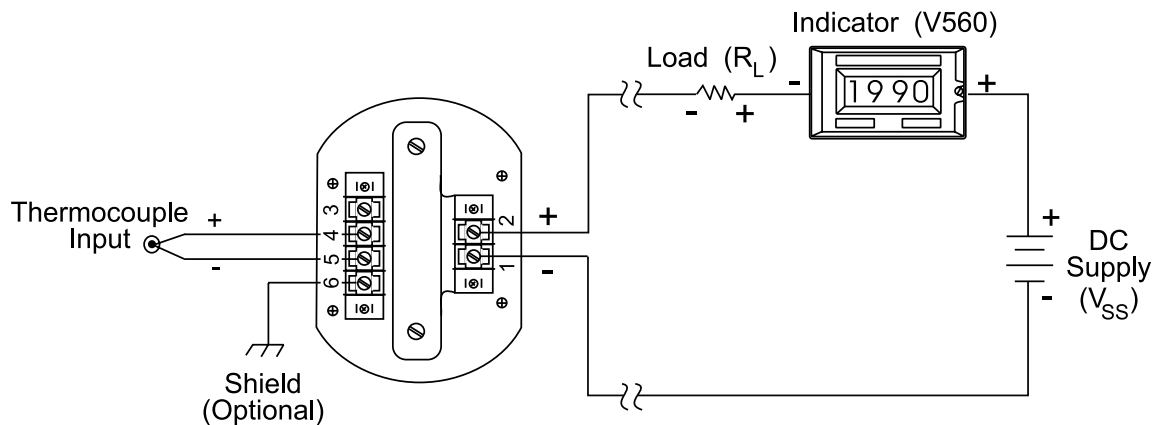 Indicator (V560)
Load (RL)
- +
1990
- +
Thermocouple
Input
+
-
3
4
5
6
2
1
+
-
+
DC
Supply
(VSS)
-
Shield
(Optional)